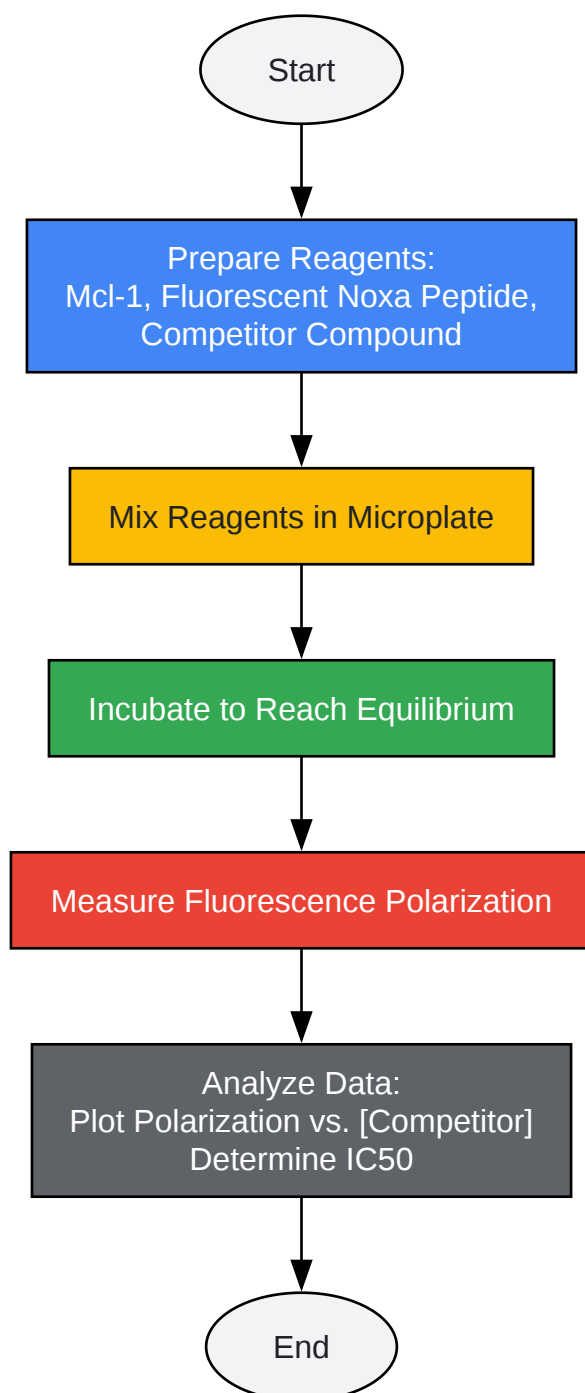 Start
Prepare Reagents:
Mcl-1, Fluorescent Noxa Peptide,
Competitor Compound
Mix Reagents in Microplate
Incubate to Reach Equilibrium
Measure Fluorescence Polarization
Analyze Data:
Plot Polarization vs. [Competitor]
Determine IC50
End